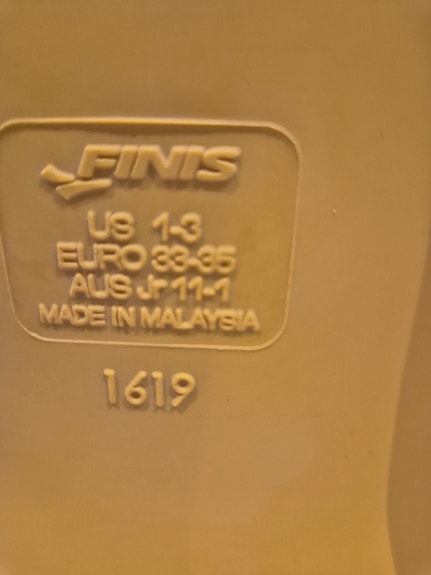 FINIS
US 1-3
EURO 33-35
AUS Jr 11-1
MADE IN MALAYSIA
1619